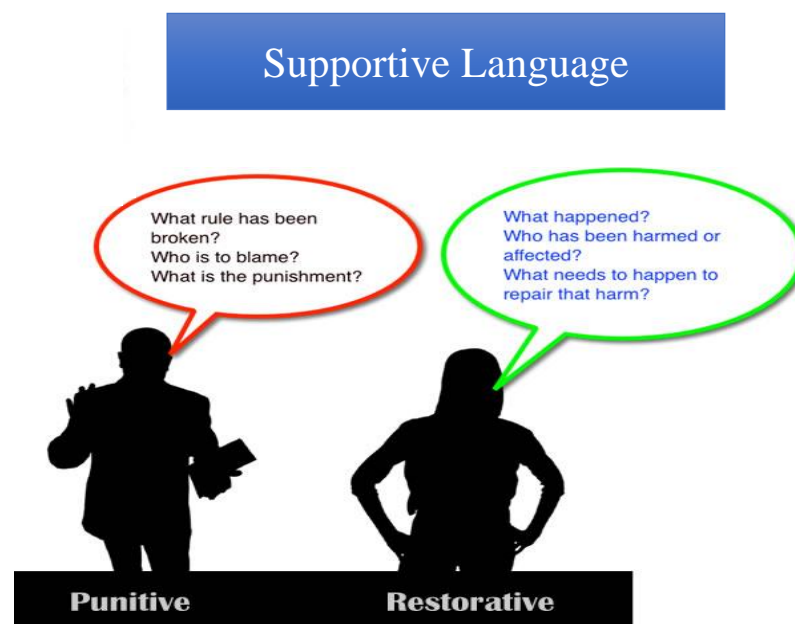 Supportive Language
What rule has been
broken?
Who is to blame?
What is the punishment?
What happened?
Who has been harmed or
affected?
What needs to happen to
repair that harm?
Punitive
Restorative